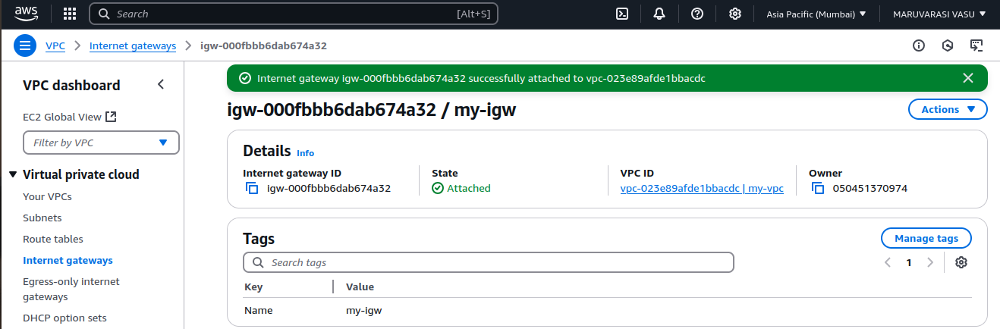 aws
Search [Alt+S]
Asia Pacific (Mumbai)
MARUVARASI VASU
VPC
Internet gateways
igw-000fbbb6dab674a32
VPC dashboard
EC2 Global View
Filter by VPC
Virtual private cloud
Your VPCs
Subnets
Route tables
Internet gateways
Egress-only internet
gateways
DHCP option sets
Internet gateway igw-000fbbb6dab674a32 successfully attached to vpc-023e89afde1bbacdc
igw-000fbbb6dab674a32 / my-igw
Actions
Details Info
Internet gateway ID
igw-000fbbb6dab674a32
State
Attached
VPC ID
vpc-023e89afde1bbacdc | my-vpc
Owner
050451370974
Tags
Manage tags
Search tags
1
Key Value
Name my-igw